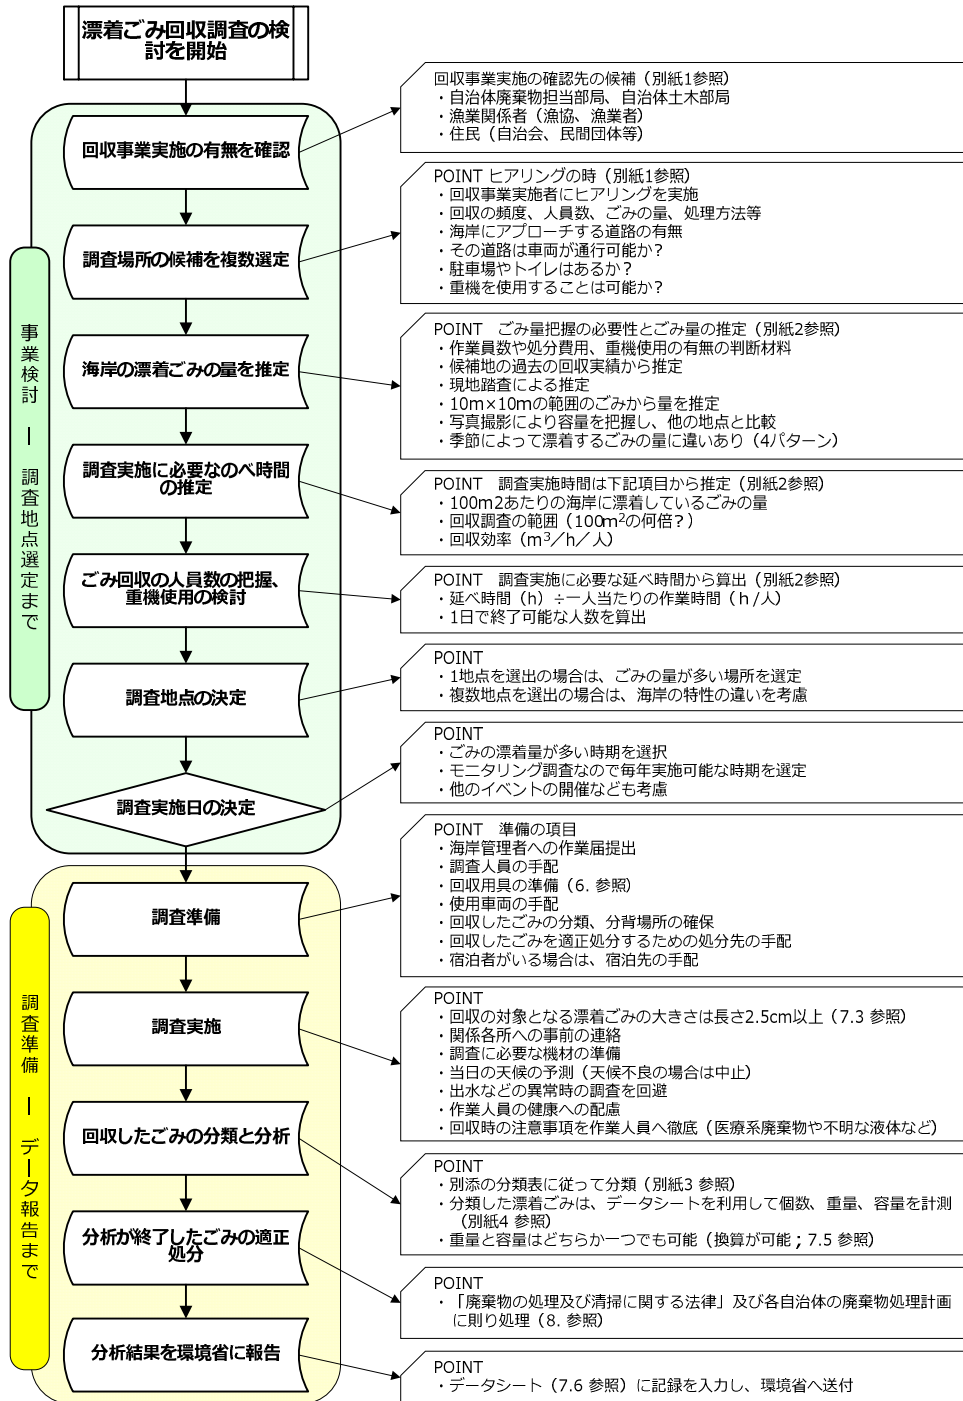 漂着ごみ回収調査の検
討を開始
回収事業実施の有無を確認
回収事業実施の確認先の候補（別紙1参照）
・自治体廃棄物担当部局、自治体土木部局
・漁業関係者（漁協、漁業者）
・住民（自治会、民間団体等）
調査場所の候補を複数選定
POINT ヒアリングの時（別紙1参照）
・回収事業実施者にヒアリングを実施
・回収の頻度、人員数、ごみの量、処理方法等
・海岸にアプローチする道路の有無
・その道路は車両が通行可能か?
・駐車場やトイレはあるか?
・重機を使用することは可能か?
海岸の漂着ごみの量を推定
POINT　ごみ量把握の必要性とごみ量の推定（別紙2参照）
・作業員数や処分費用、重機使用の有無の判断材料
・候補地の過去の回収実績から推定
・現地踏査による推定
・10m×10mの範囲のごみから量を推定
・写真撮影により容量を把握し、他の地点と比較
・季節によって漂着するごみの量に違いあり（4パターン）
調査実施に必要なのべ時間
の推定
POINT　調査実施時間は下記項目から推定（別紙2参照）
・100m2あたりの海岸に漂着しているごみの量
・回収調査の範囲（100m²の何倍?）
・回収効率（m³／h／人）
ごみ回収の人員数の把握、
重機使用の検討
POINT　調査実施に必要な延べ時間から算出（別紙2参照）
・延べ時間（h）÷一人当たりの作業時間（ｈ/人）
・1日で終了可能な人数を算出
調査地点の決定
POINT
・1地点を選出の場合は、ごみの量が多い場所を選定
・複数地点を選出の場合は、海岸の特性の違いを考慮
調査実施日の決定
POINT
・ごみの漂着量が多い時期を選択
・モニタリング調査なので毎年実施可能な時期を選定
・他のイベントの開催なども考慮
事業検討 ー 調査地点選定まで
調査準備
POINT　準備の項目
・海岸管理者への作業届提出
・調査人員の手配
・回収用具の準備（6. 参照）
・使用車両の手配
・回収したごみの分類、分背場所の確保
・回収したごみを適正処分するための処分先の手配
・宿泊者がいる場合は、宿泊先の手配
調査実施
POINT
・回収の対象となる漂着ごみの大きさは長さ2.5cm以上（7.3 参照）
・関係各所への事前の連絡
・調査に必要な機材の準備
・当日の天候の予測（天候不良の場合は中止）
・出水などの異常時の調査を回避
・作業人員の健康への配慮
・回収時の注意事項を作業人員へ徹底（医療系廃棄物や不明な液体など）
回収したごみの分類と分析
POINT
・別添の分類表に従って分類（別紙3 参照）
・分類した漂着ごみは、データシートを利用して個数、重量、容量を計測
（別紙4 参照）
・重量と容量はどちらか一つでも可能（換算が可能；7.5 参照）
分析が終了したごみの適正
処分
POINT
・「廃棄物の処理及び清掃に関する法律」及び各自治体の廃棄物処理計画
に則り処理（8. 参照）
分析結果を環境省に報告
POINT
・データシート（7.6 参照）に記録を入力し、環境省へ送付
調査準備 ー データ報告まで